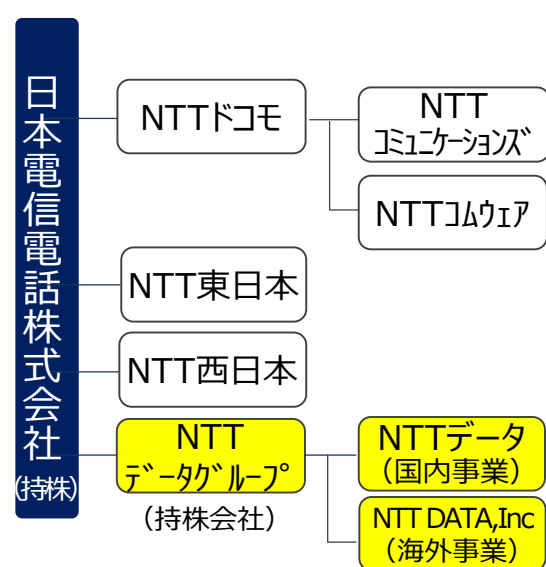 日本電信電話株式会社
(持株)
NTTドコモ
NTT
ｺﾐｭﾆｹｰｼｮﾝｽﾞ
NTTｺﾑｳｪｱ
NTT東日本
NTT西日本
NTT
ﾃﾞｰﾀｸﾞﾙｰﾌﾟ
（持株会社）
NTTデータ
（国内事業）
NTT DATA,Inc
（海外事業）